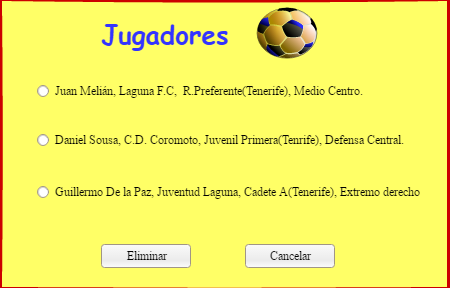 Jugadores
Juan Melián, Laguna F.C, R.Preferente(Tenerife), Medio Centro.
Daniel Sousa, C.D. Coromoto, Juvenil Primera(Tenrife), Defensa Central.
Guillermo De la Paz, Juventud Laguna, Cadete A(Tenerife), Extremo derecho
Eliminar
Cancelar